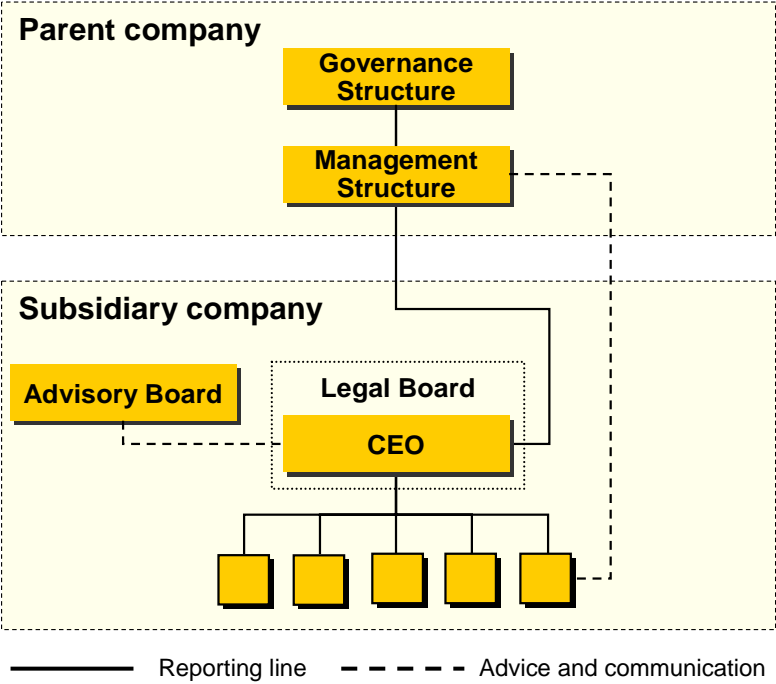 Parent company
Governance
Structure
Management
Structure
Subsidiary company
Advisory Board
Legal Board
CEO
Reporting line
Advice and communication